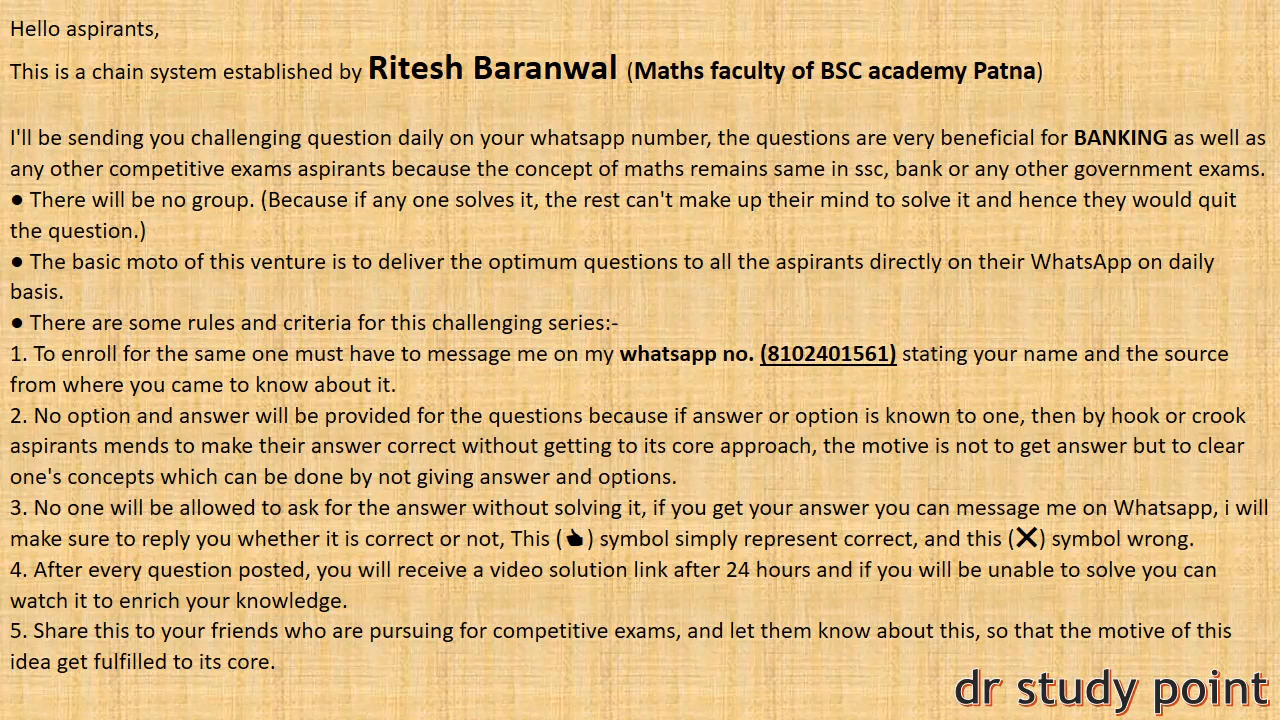 Hello aspirants,
This is a chain system established by Ritesh Baranwal (Maths faculty of BSC academy Patna)
I'll be sending you challenging question daily on your whatsapp number, the questions are very beneficial for BANKING as well as
any other competitive exams aspirants because the concept of maths remains same in ssc, bank or any other government exams.
● There will be no group. (Because if any one solves it, the rest can't make up their mind to solve it and hence they would quit
the question.)
● The basic moto of this venture is to deliver the optimum questions to all the aspirants directly on their WhatsApp on daily
basis.
● There are some rules and criteria for this challenging series:-
1. To enroll for the same one must have to message me on my whatsapp no. (8102401561) stating your name and the source
from where you came to know about it.
2. No option and answer will be provided for the questions because if answer or option is known to one, then by hook or crook
aspirants mends to make their answer correct without getting to its core approach, the motive is not to get answer but to clear
one's concepts which can be done by not giving answer and options.
3. No one will be allowed to ask for the answer without solving it, if you get your answer you can message me on Whatsapp, i will
make sure to reply you whether it is correct or not, This (👍) symbol simply represent correct, and this (❌) symbol wrong.
4. After every question posted, you will receive a video solution link after 24 hours and if you will be unable to solve you can
watch it to enrich your knowledge.
5. Share this to your friends who are pursuing for competitive exams, and let them know about this, so that the motive of this
idea get fulfilled to its core.
dr study point